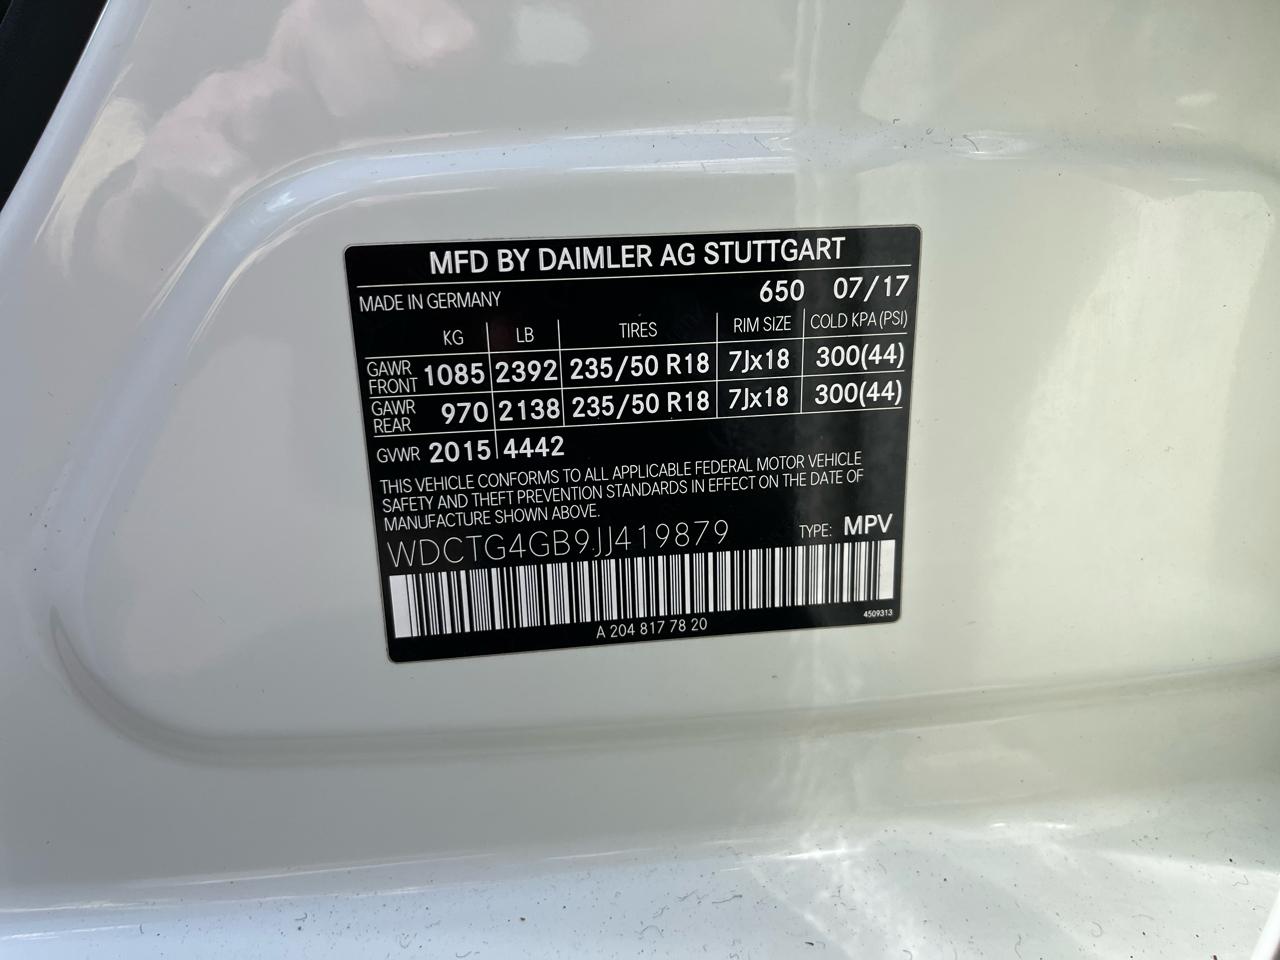 MFD BY DAIMLER AG STUTTGART
MADE IN GERMANY 650 07/17
KG LB TIRES RIM SIZE COLD KPA (PSI)
GAWR FRONT 1085 2392 235/50 R18 7Jx18 300(44)
GAWR REAR 970 2138 235/50 R18 7Jx18 300(44)
GVWR 2015 4442
THIS VEHICLE CONFORMS TO ALL APPLICABLE FEDERAL MOTOR VEHICLE
SAFETY AND THEFT PREVENTION STANDARDS IN EFFECT ON THE DATE OF
MANUFACTURE SHOWN ABOVE.
WDCTG4GB9JJ419879 TYPE: MPV
A 204 817 78 20 4509313